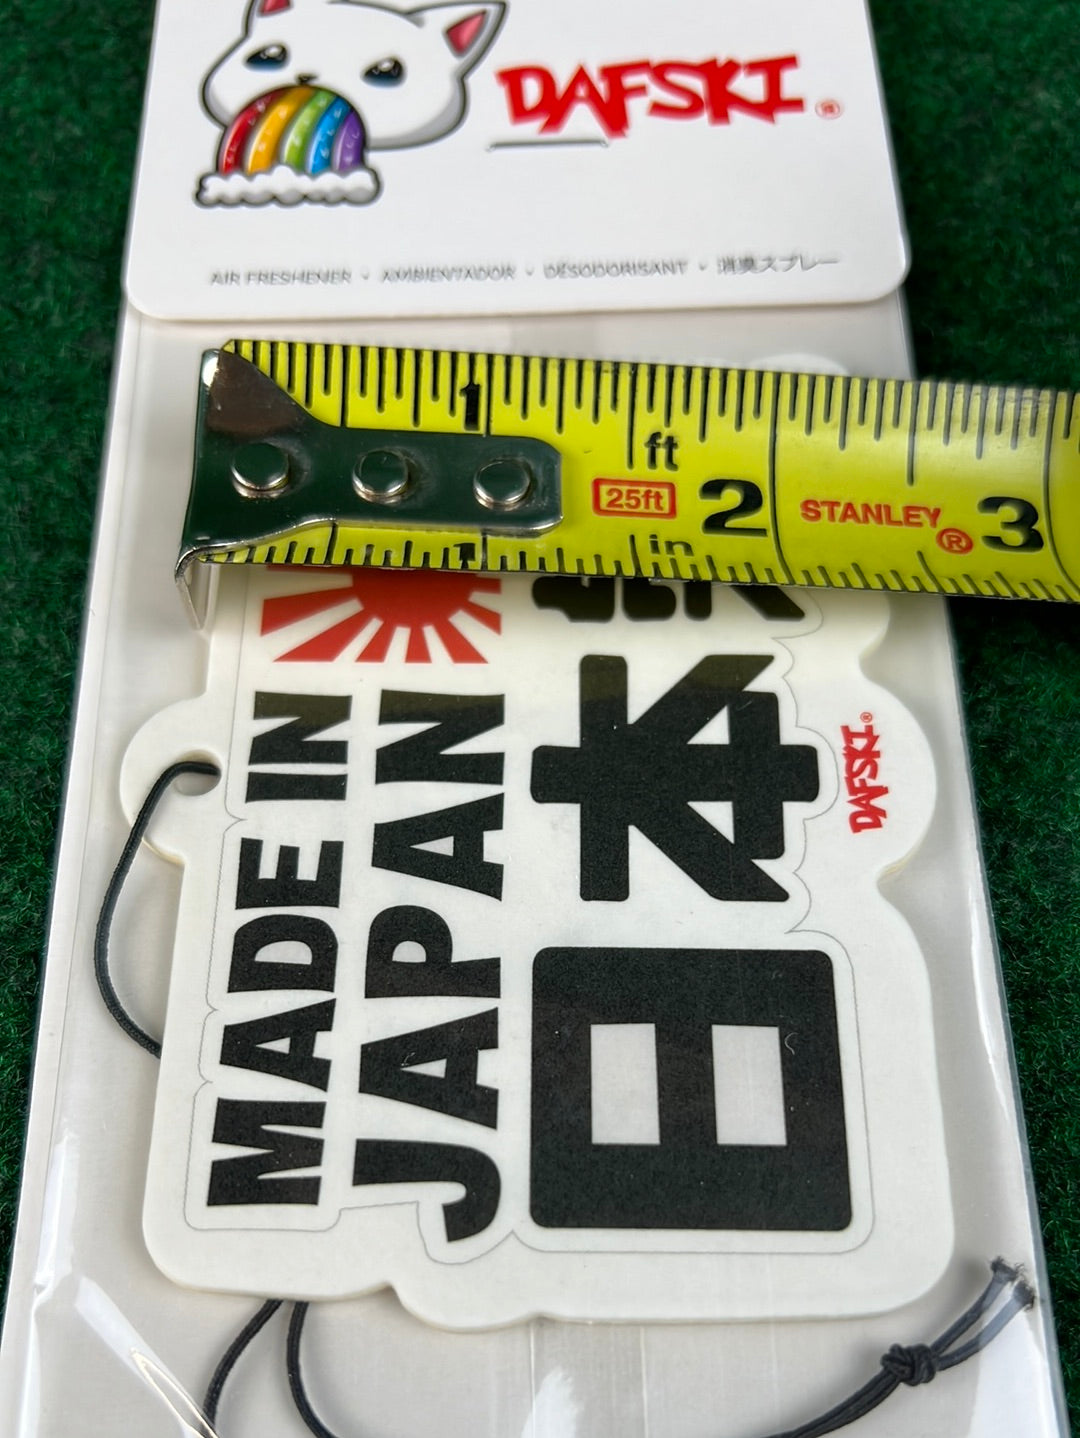 DAFSKI®
AIR FRESHENER • AMBIENTADOR • DÉSODORISANT • 消臭スプレー
1 ft
25ft 2 STANLEY® 3
1 in
MADE IN
JAPAN
日本
DAFSKI®